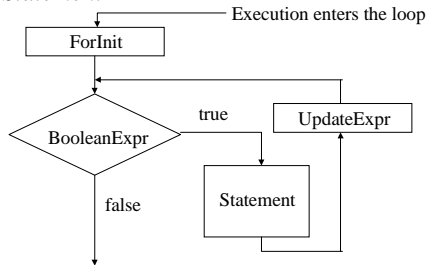 Execution enters the loop
ForInit
true
UpdateExpr
BooleanExpr
Statement
false